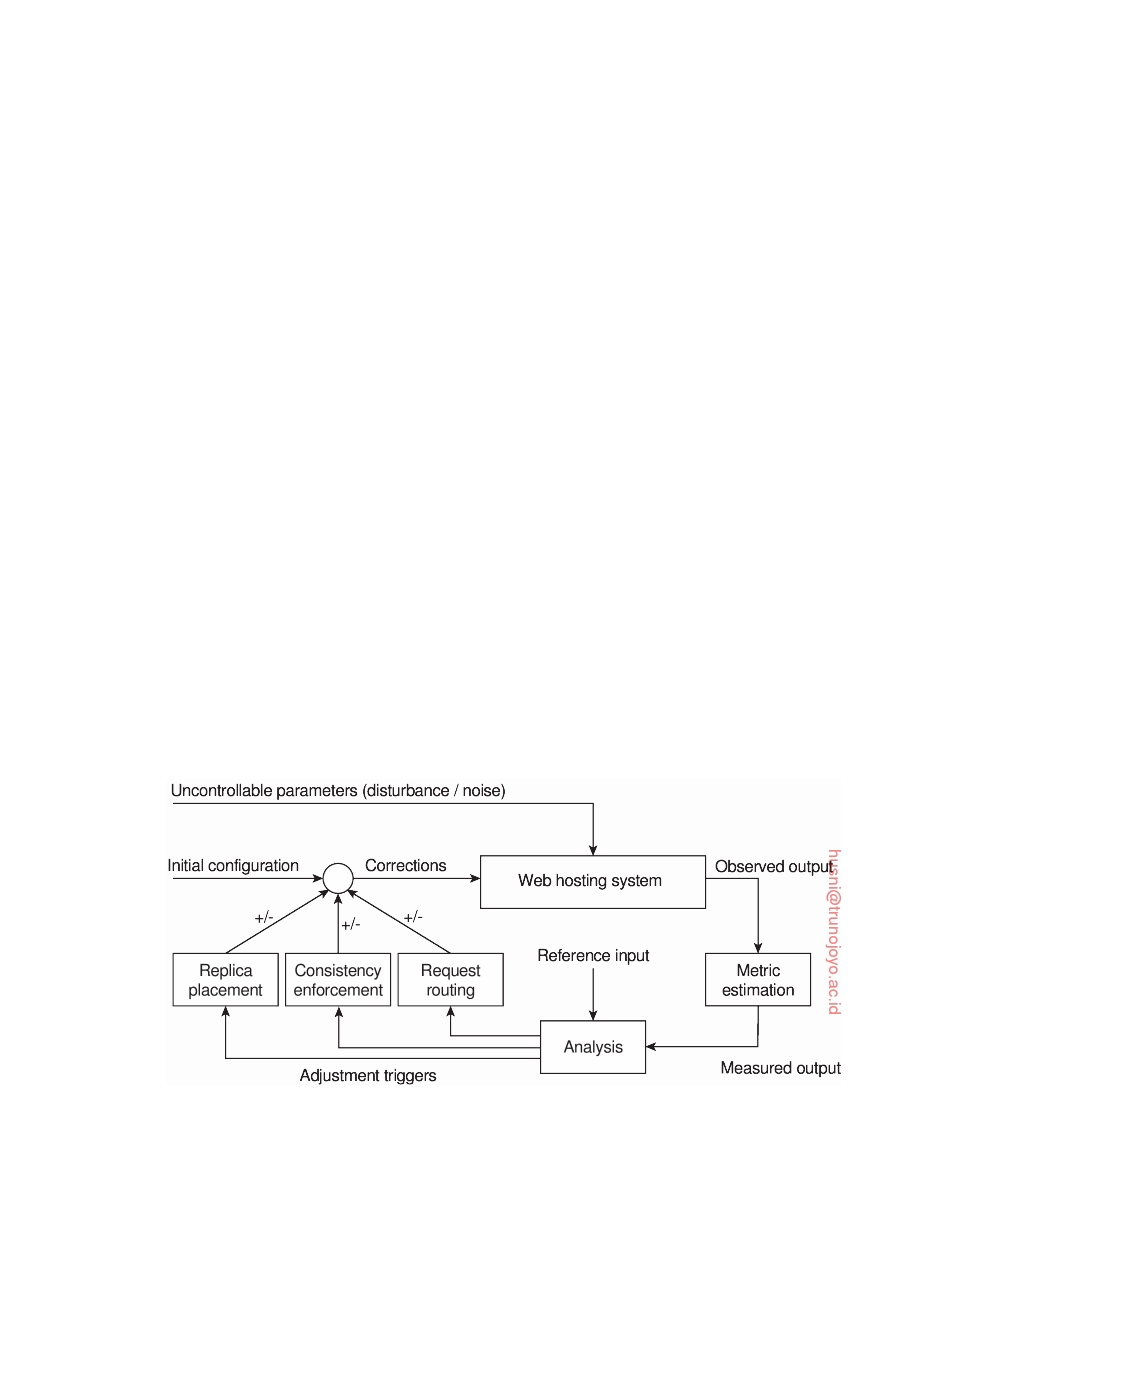 Uncontrollable parameters (disturbance / noise)
Initial configuration
Corrections
Web hosting system
Observed output
+/-
+/-
+/-
Reference input
Replica
placement
Consistency
enforcement
Request
routing
Metric
estimation
Analysis
Adjustment triggers
Measured output
husni@trunojoyo.ac.id